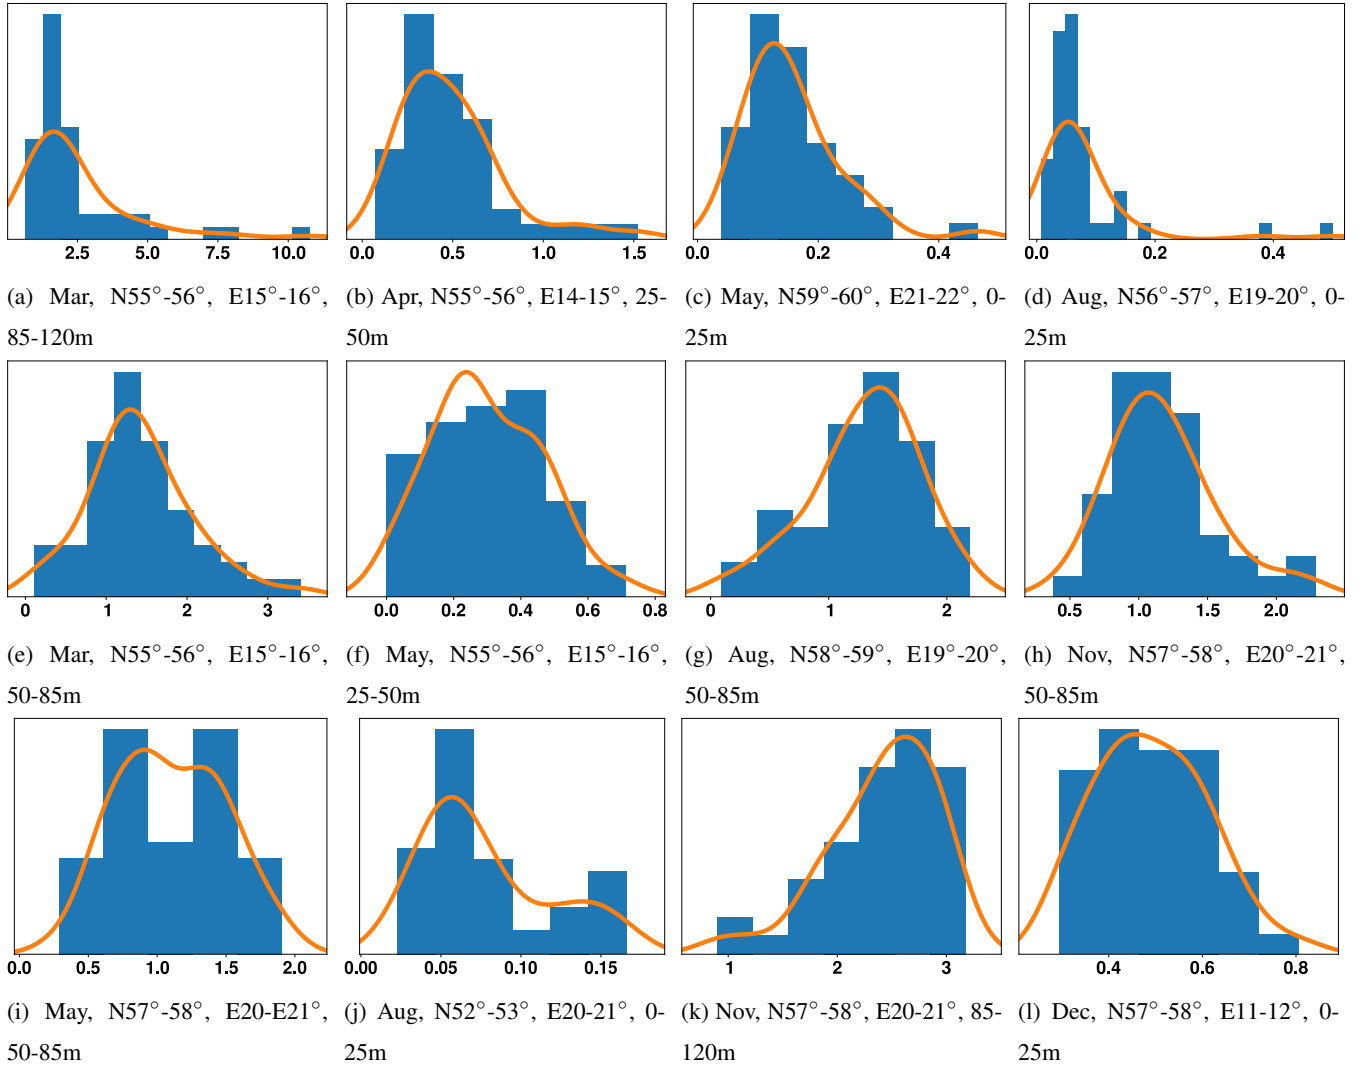 2.5 5.0 7.5 10.0
0.0 0.5 1.0 1.5
0.0 0.2 0.4
0.0 0.2 0.4
(a) Mar, N55°-56°, E15°-16°,
85-120m
(b) Apr, N55°-56°, E14-15°, 25-
50m
(c) May, N59°-60°, E21-22°, 0-
25m
(d) Aug, N56°-57°, E19-20°, 0-
25m
0 1 2 3
0.0 0.2 0.4 0.6 0.8
0 1 2
0.5 1.0 1.5 2.0
(e) Mar, N55°-56°, E15°-16°,
50-85m
(f) May, N55°-56°, E15°-16°,
25-50m
(g) Aug, N58°-59°, E19°-20°,
50-85m
(h) Nov, N57°-58°, E20°-21°,
50-85m
0.0 0.5 1.0 1.5 2.0
0.00 0.05 0.10 0.15
1 2 3
0.4 0.6 0.8
(i) May, N57°-58°, E20-E21°,
50-85m
(j) Aug, N52°-53°, E20-21°, 0-
25m
(k) Nov, N57°-58°, E20-21°, 85-
120m
(l) Dec, N57°-58°, E11-12°, 0-
25m